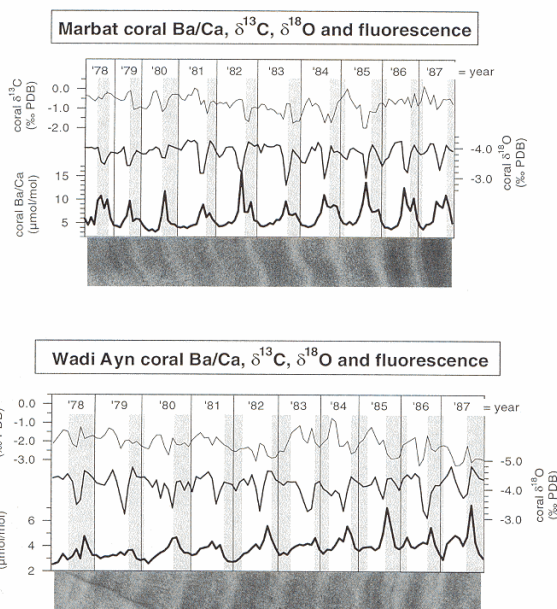 Marbat coral Ba/Ca, δ¹³C, δ¹⁸O and fluorescence
'78 '79 '80 '81 '82 '83 '84 '85 '86 '87 = year
coral δ¹³C
(‰ PDB)
0.0
-1.0
-2.0
-4.0
-3.0
coral δ¹⁸O
(‰ PDB)
coral Ba/Ca
(μmol/mol)
15
10
5
Wadi Ayn coral Ba/Ca, δ¹³C, δ¹⁸O and fluorescence
'78 '79 '80 '81 '82 '83 '84 '85 '86 '87 = year
0.0
-1.0
-2.0
-3.0
-5.0
-4.0
-3.0
coral δ¹⁸O
(‰ PDB)
(μmol/mol)
6
4
2